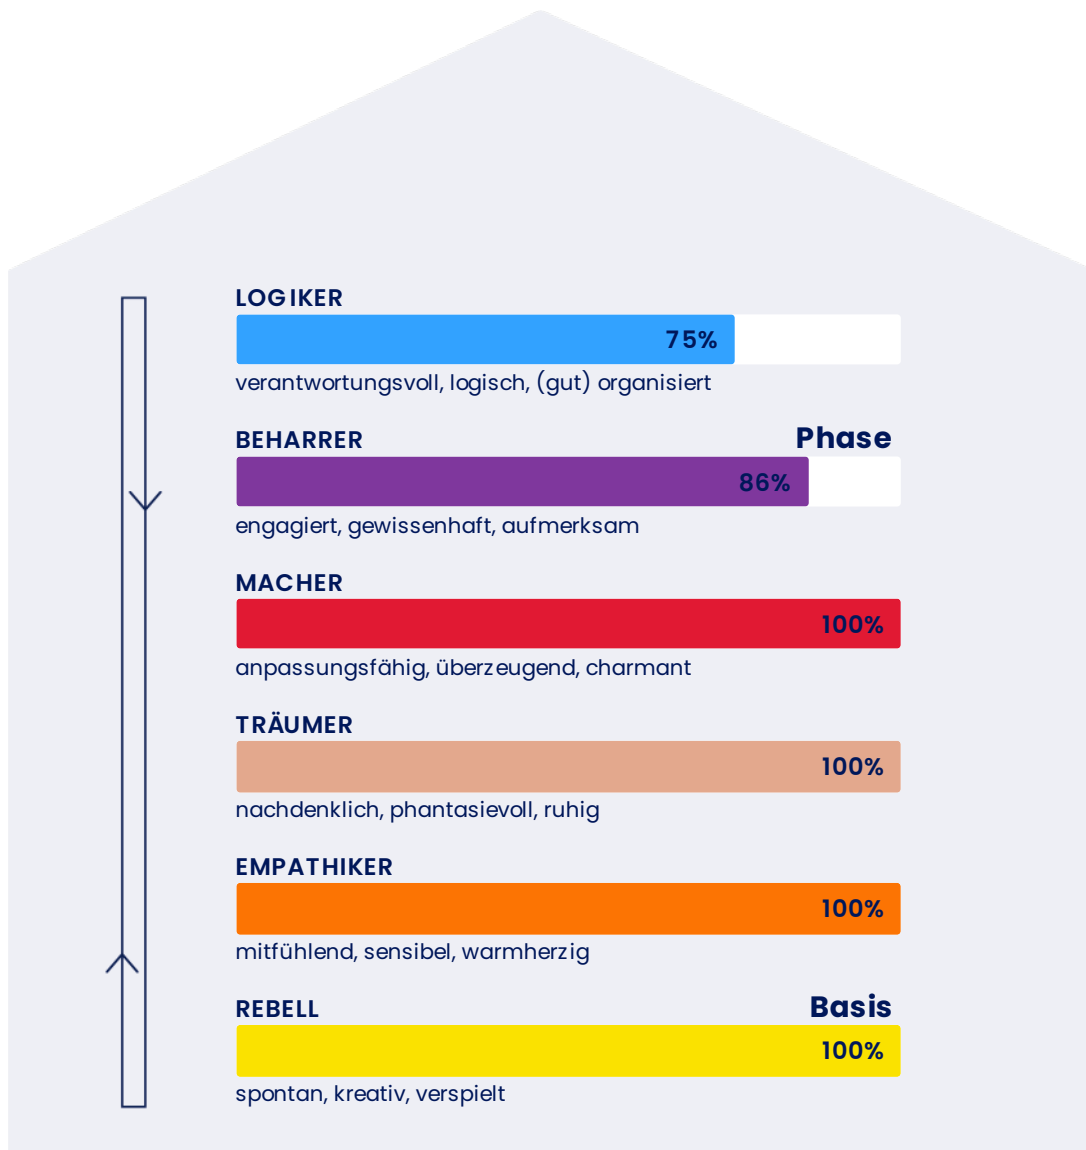 LOGIKER
75%
verantwortungsvoll, logisch, (gut) organisiert
BEHARRER
Phase
86%
engagiert, gewissenhaft, aufmerksam
MACHER
100%
anpassungsfähig, überzeugend, charmant
TRÄUMER
100%
nachdenklich, phantasievoll, ruhig
EMPATHIKER
100%
mitfühlend, sensibel, warmherzig
REBELL
Basis
100%
spontan, kreativ, verspielt